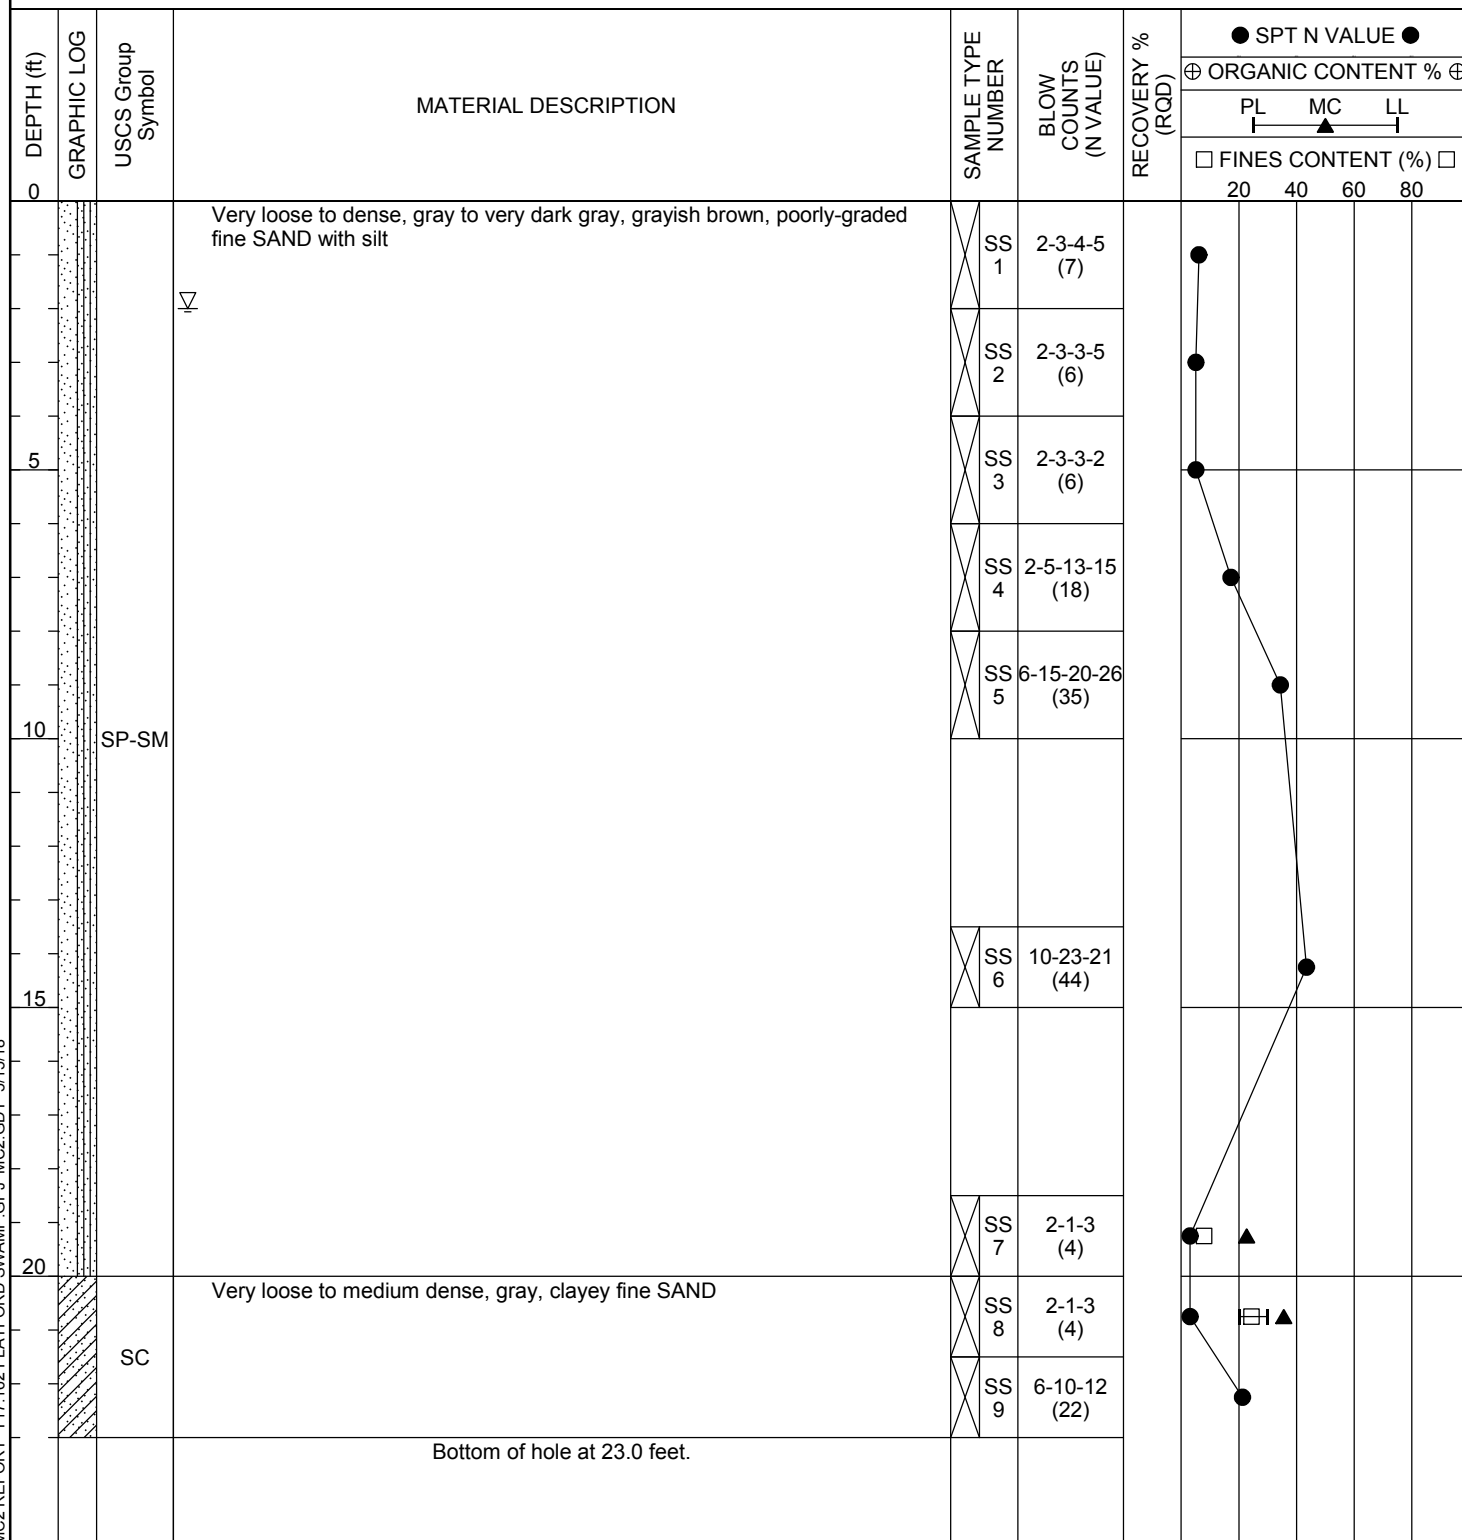 DEPTH (ft)
GRAPHIC LOG
USCS Group
Symbol
MATERIAL DESCRIPTION
SAMPLE TYPE
NUMBER
BLOW
COUNTS
(N VALUE)
RECOVERY %
(RQD)
● SPT N VALUE ●
⊕ ORGANIC CONTENT % ⊕
PL MC LL
□ FINES CONTENT (%) □
20 40 60 80
0
Very loose to dense, gray to very dark gray, grayish brown, poorly-graded
fine SAND with silt
SS
1
2-3-4-5
(7)
SS
2
2-3-3-5
(6)
5
SS
3
2-3-3-2
(6)
SS
4
2-5-13-15
(18)
SS
5
6-15-20-26
(35)
10
SP-SM
SS
6
10-23-21
(44)
15
SS
7
2-1-3
(4)
20
Very loose to medium dense, gray, clayey fine SAND
SS
8
2-1-3
(4)
SC
SS
9
6-10-12
(22)
Bottom of hole at 23.0 feet.